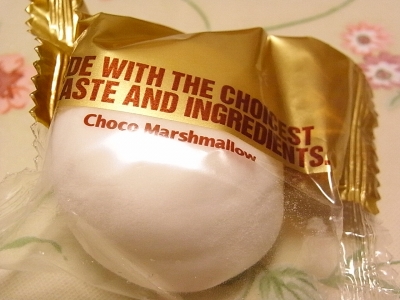 DE WITH THE CHOICEST
ASTE AND INGREDIENTS.
Choco Marshmallow